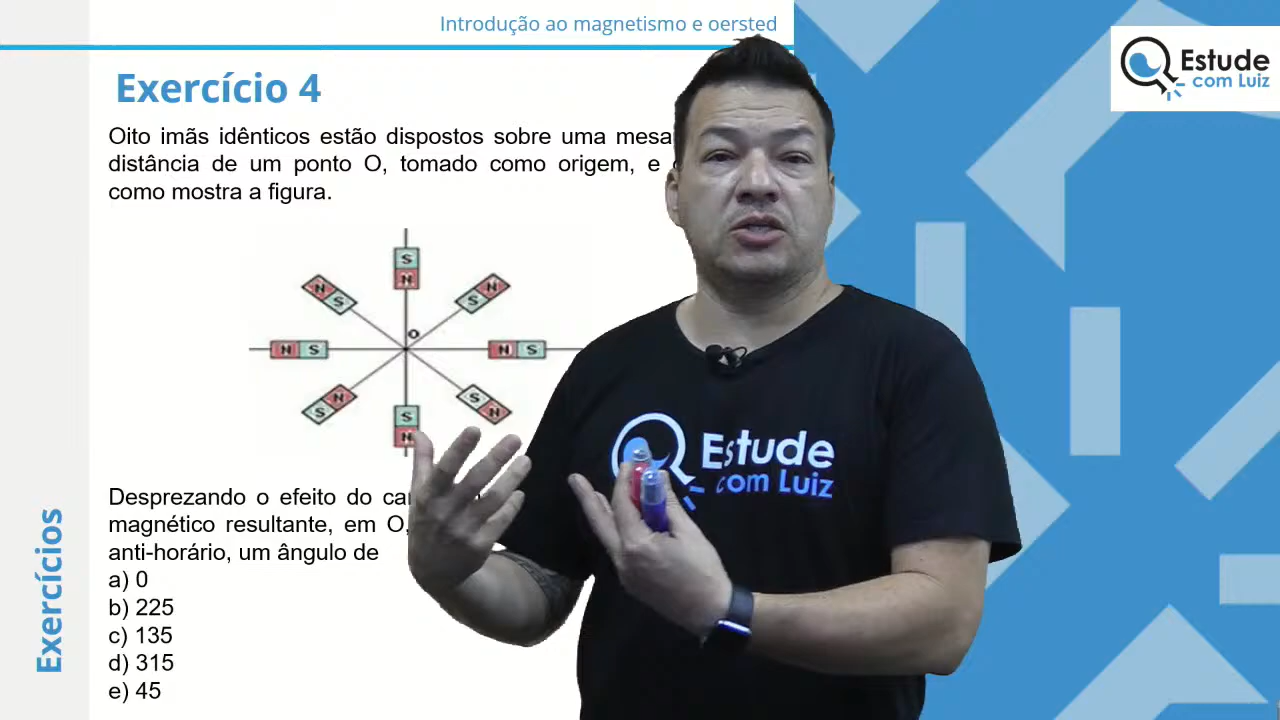 Introdução ao magnetismo e oersted
Estude
com Luiz
Exercício 4
Oito imãs idênticos estão dispostos sobre uma mesa
distância de um ponto O, tomado como origem, e
como mostra a figura.
S
N
N
S
S
N
O
N S
N S
S
N
S
N
S
N
Estude
com Luiz
Desprezando o efeito do
magnético resultante, em O,
anti-horário, um ângulo de
a) 0
b) 225
c) 135
d) 315
e) 45
Exercícios